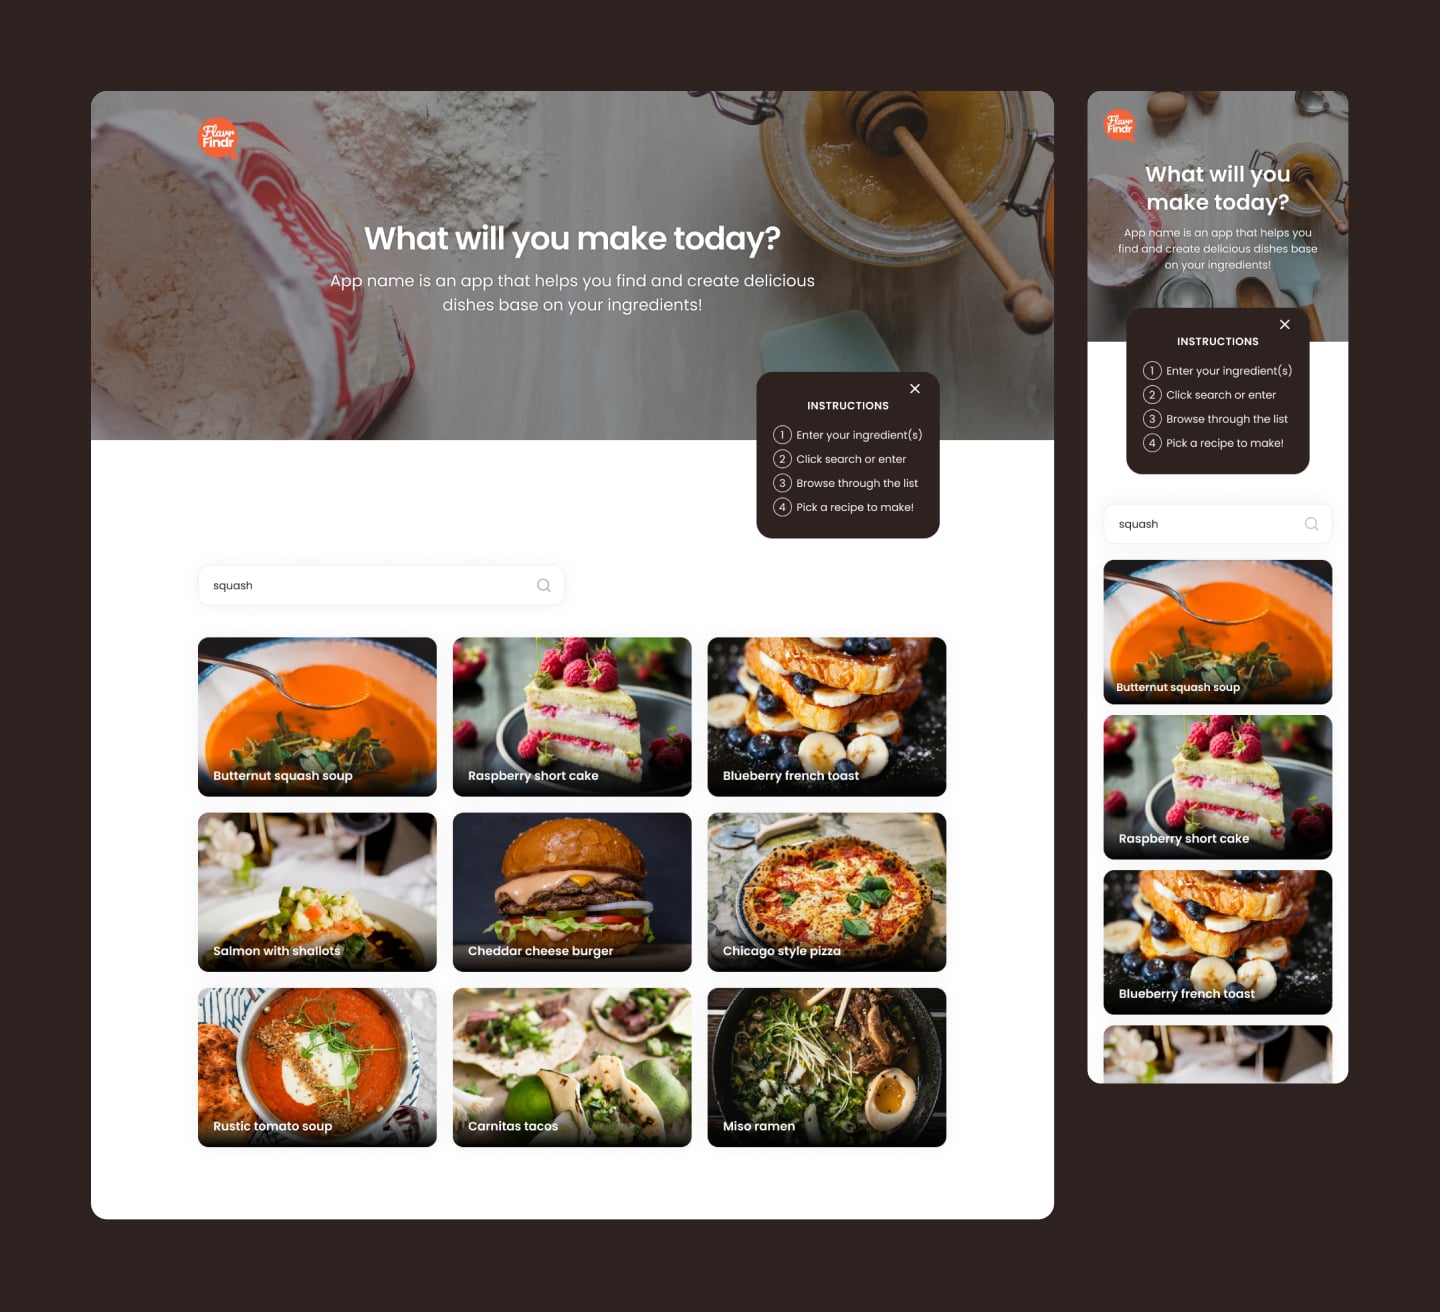 Flavr
Findr
What will you make today?
App name is an app that helps you find and create delicious
dishes base on your ingredients!
INSTRUCTIONS
1 Enter your ingredient(s)
2 Click search or enter
3 Browse through the list
4 Pick a recipe to make!
squash
Butternut squash soup
Raspberry short cake
Blueberry french toast
Salmon with shallots
Cheddar cheese burger
Chicago style pizza
Rustic tomato soup
Carnitas tacos
Miso ramen
Flavr
Findr
What will you
make today?
App name is an app that helps you
find and create delicious dishes base
on your ingredients!
INSTRUCTIONS
1 Enter your ingredient(s)
2 Click search or enter
3 Browse through the list
4 Pick a recipe to make!
squash
Butternut squash soup
Raspberry short cake
Blueberry french toast